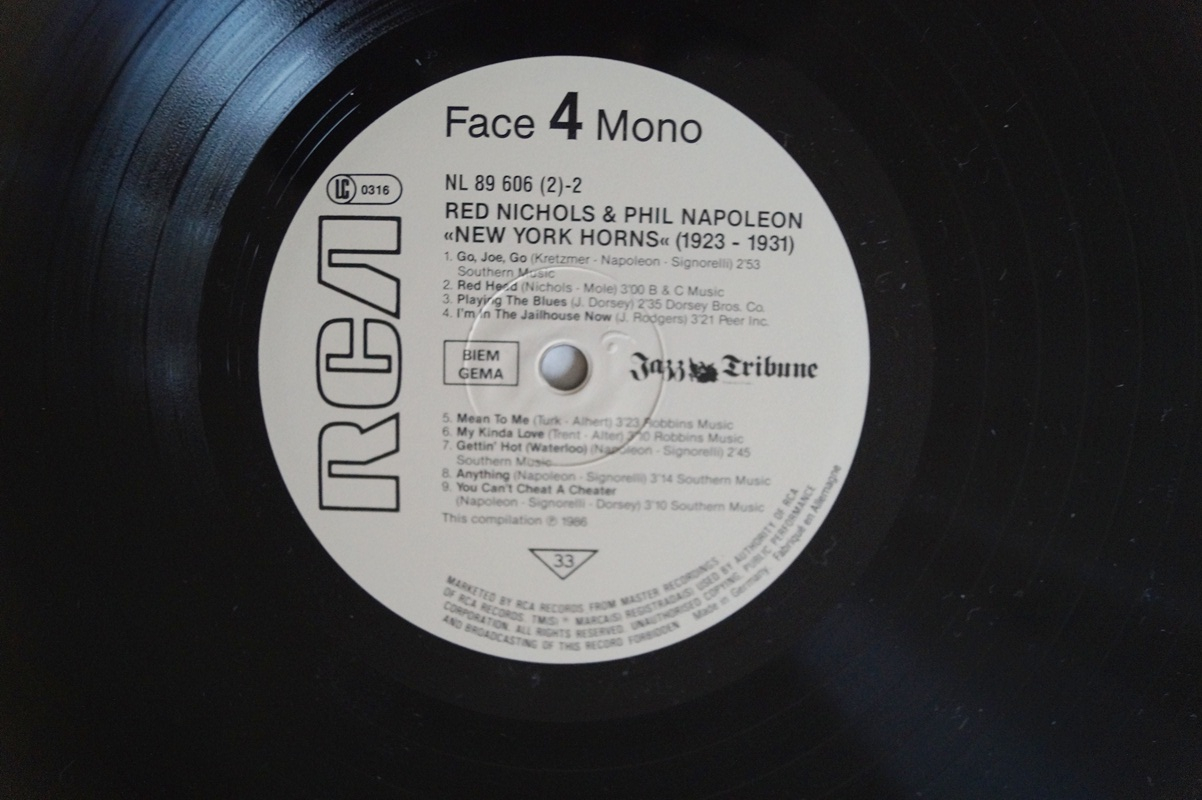 Face 4 Mono
LC 0316
RCA
NL 89 606 (2)-2
RED NICHOLS & PHIL NAPOLEON
«NEW YORK HORNS« (1923 - 1931)
1. Go, Joe, Go (Kretzmer - Napoleon - Signorelli) 2'53
Southern Music
2. Red Head (Nichols - Mole) 3'00 B & C Music
3. Playing The Blues (J. Dorsey) 2'35 Dorsey Bros. Co.
4. I'm In The Jailhouse Now (J. Rodgers) 3'21 Peer Inc.
BIEM
GEMA
Jazz Tribune
5. Mean To Me (Turk - Alhert) 3'23 Robbins Music
6. My Kinda Love (Trent - Alter) 3'10 Robbins Music
7. Gettin' Hot (Waterloo) (Napoleon - Signorelli) 2'45
Southern Music
8. Anything (Napoleon - Signorelli) 3'14 Southern Music
9. You Can't Cheat A Cheater
(Napoleon - Signorelli - Dorsey) 3'10 Southern Music
This compilation ℗ 1986
33
MARKETED BY RCA RECORDS FROM MASTER RECORDINGS
OF RCA RECORDS. TM(S) ® MARCA(S) REGISTRADA(S) USED BY AUTHORITY OF RCA
CORPORATION. ALL RIGHTS RESERVED. UNAUTHORISED COPYING, PUBLIC PERFORMANCE
AND BROADCASTING OF THIS RECORD FORBIDDEN. Made in Germany. Fabriqué en Allemagne